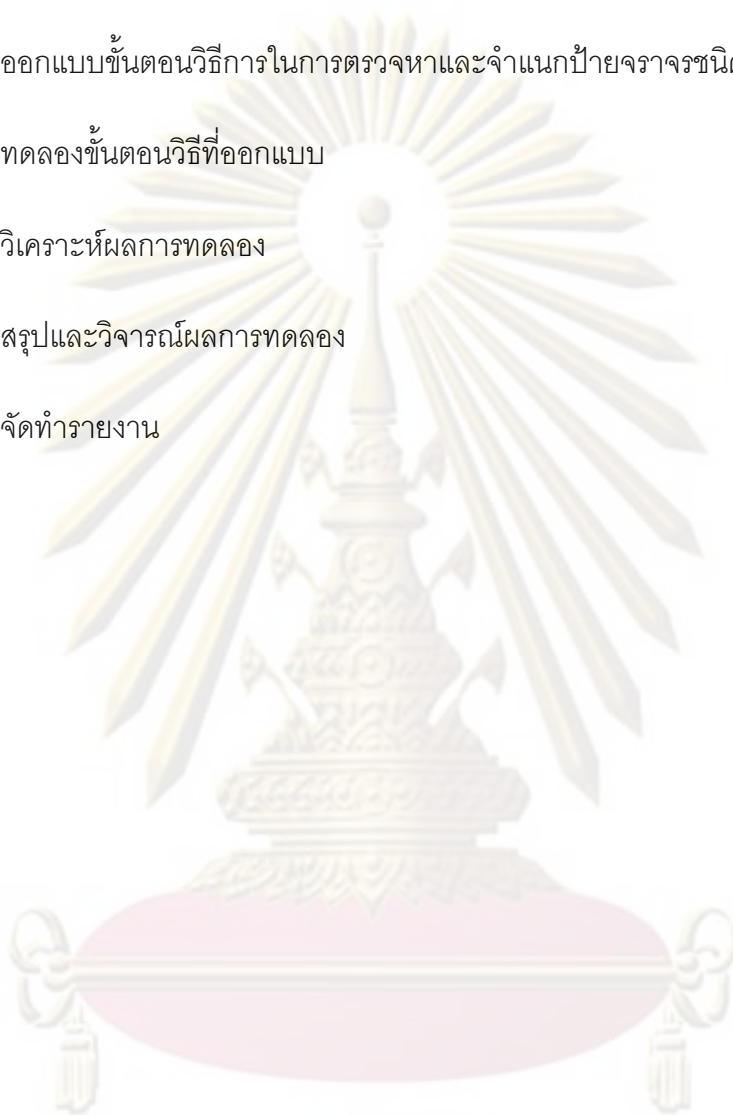 ออกแบบขั้นตอนวิธีการในการตรวจหาและจำแนกป้ายจราจรชนิด
ทดลองขั้นตอนวิธีที่ออกแบบ
วิเคราะห์ผลการทดลอง
สรุปและวิจารณ์ผลการทดลอง
จัดทำรายงาน